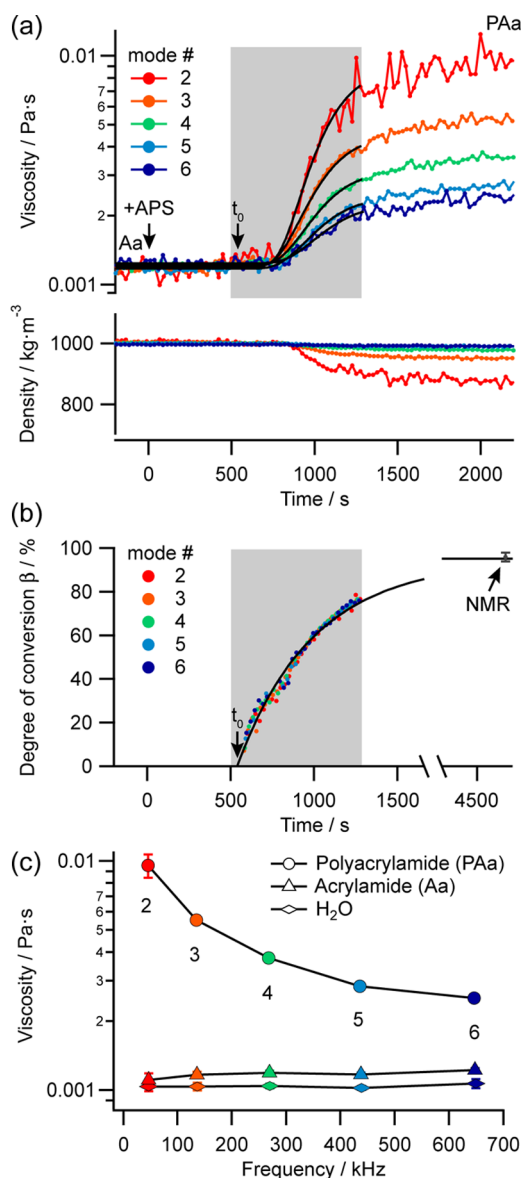 (a)
PAa
mode #
2
3
4
5
6
0.01
7
6
5
4
3
2
0.001
Viscosity / Pa·s
+APS
Aa
t₀
1000
800
Density / kg·m⁻³
0
500
1000
1500
2000
Time / s
(b)
100
80
60
40
20
0
Degree of conversion β / %
mode #
2
3
4
5
6
t₀
NMR
0
500
1000
1500
4500
Time / s
(c)
0.01
7
6
5
4
3
2
0.001
Viscosity / Pa·s
Polyacrylamide (PAa)
Acrylamide (Aa)
H₂O
2
3
4
5
6
0
100
200
300
400
500
600
700
Frequency / kHz